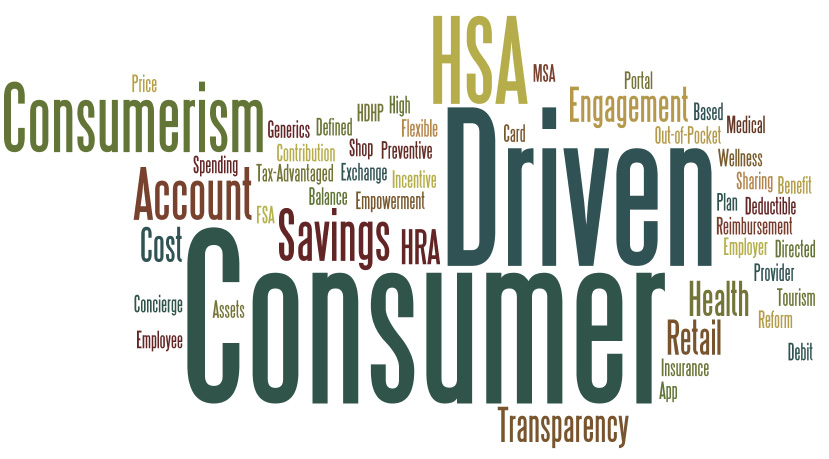 HSA
MSA
Price
Portal
Consumerism
Engagement
HDHP
High
Based
Generics
Defined
Flexible
Card
Out-of-Pocket
Medical
Driven
Contribution
Shop
Preventive
Wellness
Spending
Tax-Advantaged
Exchange
Incentive
Sharing
Benefit
Account
Balance
Empowerment
Plan
Deductible
FSA
Savings
HRA
Reimbursement
Cost
Employer
Directed
Consumer
Provider
Concierge
Assets
Health
Tourism
Employee
Retail
Reform
Debit
Insurance
App
Transparency